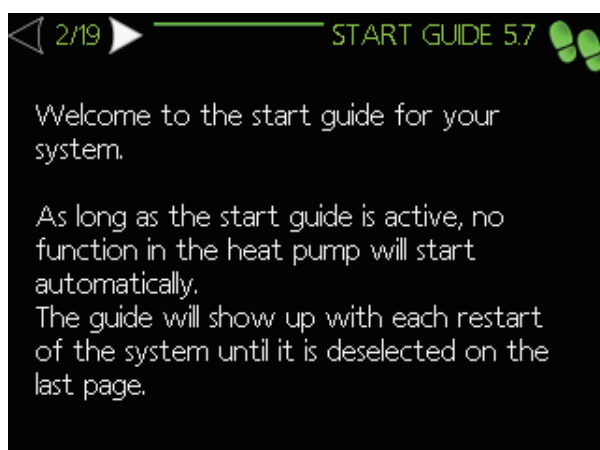 2/19
START GUIDE 5.7
Welcome to the start guide for your
system.
As long as the start guide is active, no
function in the heat pump will start
automatically.
The guide will show up with each restart
of the system until it is deselected on the
last page.